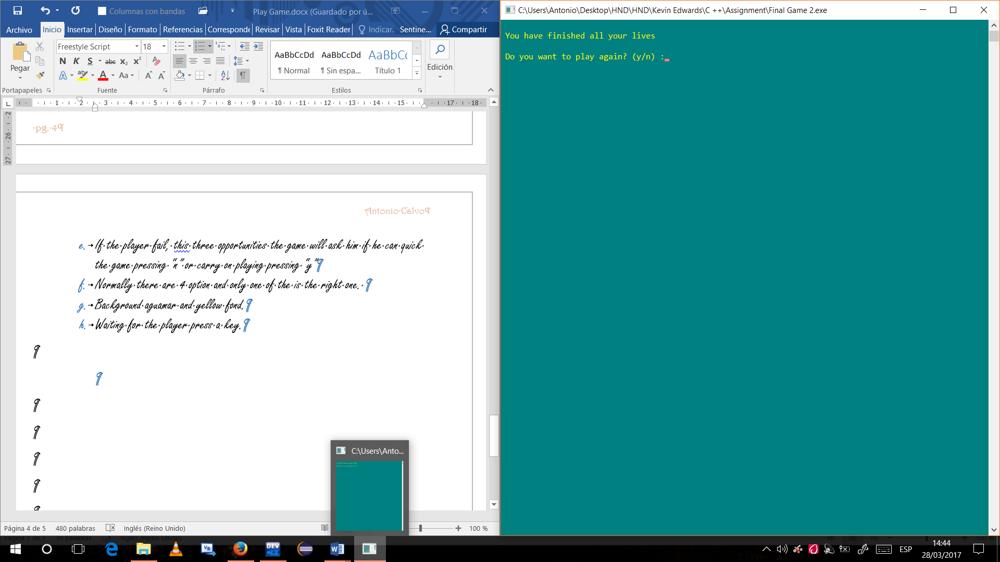 Columnas con bandas
Play Game.docx (Guardado por ú...
Archivo
Inicio
Insertar
Diseño
Formato
Referencias
Corresponde
Revisar
Vista
Foxit Reader
Indicar.
Sentine...
Compartir
Pegar
Freestyle Script
18
N K S abc x₂ x²
A ab A Aa A A
AaBbCcDd
¶ Normal
AaBbCcDd
¶ Sin espa...
AaBbCc
Título 1
Edición
Portapapeles
Fuente
Párrafo
Estilos
1 2 3 4 5 6 7 8 9 10 11 12 13 14 15 17 18
·pg.·4¶
Antonio·Calvo¶
e. If the player fail, this three opportunities the game will ask him if he can quick
the game pressing "n" or carry on playing pressing "y"¶
f. Normally there are 4 option and only one of the is the right one. ¶
g. Background aguamar and yellow fond.¶
h. Waiting for the player press a key.¶
¶
¶
¶
¶
¶
¶
C:\Users\Anto...
Página 4 de 5
480 palabras
Inglés (Reino Unido)
100 %
C:\Users\Antonio\Desktop\HND\HND\Kevin Edwards\C ++\Assignment\Final Game 2.exe
You have finished all your lives
Do you want to play again? (y/n) :
VB
DEV
C++
ESP
14:44
28/03/2017